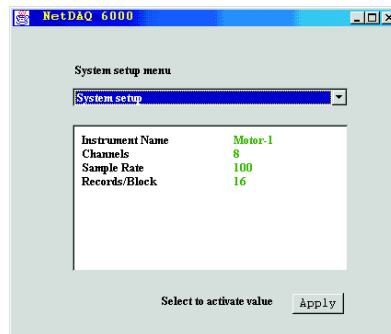 NetDAQ 6000
System setup menu
System setup
Instrument Name Motor-1
Channels 8
Sample Rate 100
Records/Block 16
Select to activate value Apply